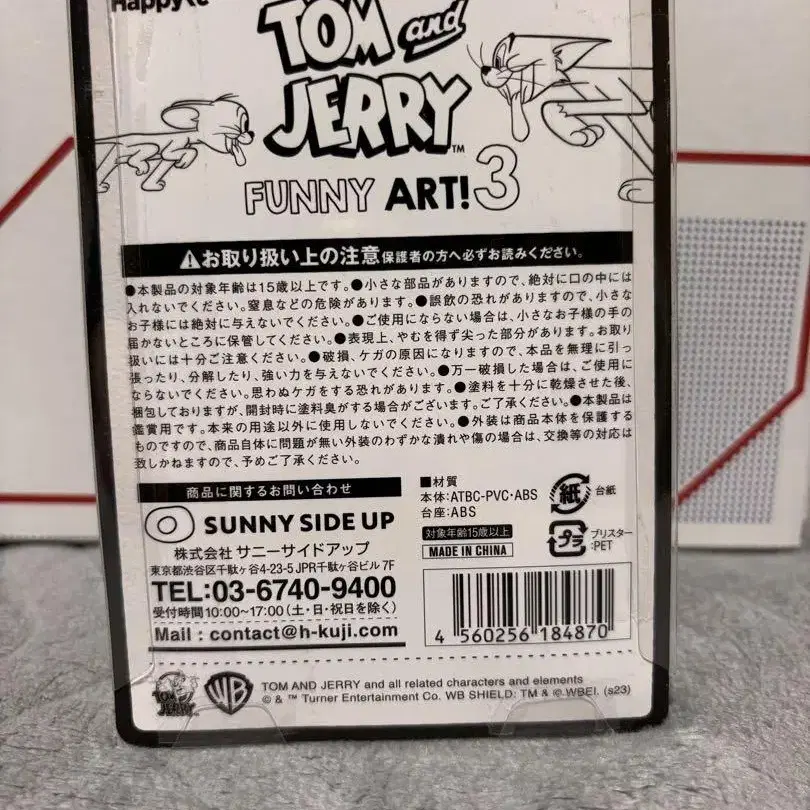 TOM and
JERRY™
FUNNY ART! 3
⚠お取り扱い上の注意 保護者の方へ必ずお読みください。
●本製品の対象年齢は15歳以上です。●小さな部品がありますので、絶対に口の中には
入れないでください。窒息などの危険があります。●誤飲の恐れがありますので、小さな
お子様には絶対に与えないでください。●ご使用にならない場合は、小さなお子様の手の
届かないところに保管してください。●表現上、やむを得ず尖った部分があります。お取り
扱いには十分ご注意ください。●破損、ケガの原因になりますので、本品を無理に引っ
張ったり、分解したり、強い力を与えないでください。●万一破損した場合は、ご使用に
ならないでください。思わぬケガをする恐れがあります。●塗料を十分に乾燥させた後、
梱包しておりますが、開封時に塗料臭がする場合がございます。ご了承ください。●本製品は
鑑賞用です。本来の用途以外に使用しないでください。●外装は商品本体を保護する
ものですので、商品自体に問題が無い外装のわずかな潰れや傷の場合は、交換等の対応は
致しかねますので、予めご了承ください。
商品に関するお問い合わせ
SUNNY SIDE UP
株式会社 サニーサイドアップ
東京都渋谷区千駄ヶ谷4-23-5 JPR千駄ヶ谷ビル 7F
TEL:03-6740-9400
受付時間10:00~17:00(土・日・祝日を除く)
Mail : contact@h-kuji.com
■材質
本体:ATBC-PVC・ABS
台座:ABS
対象年齢15歳以上
MADE IN CHINA
紙 台紙
プラ ブリスター
:PET
4 560256 184870
TOM and JERRY
WB
TOM AND JERRY and all related characters and elements
© & ™ Turner Entertainment Co. WB SHIELD: TM & © WBEI. (s23)